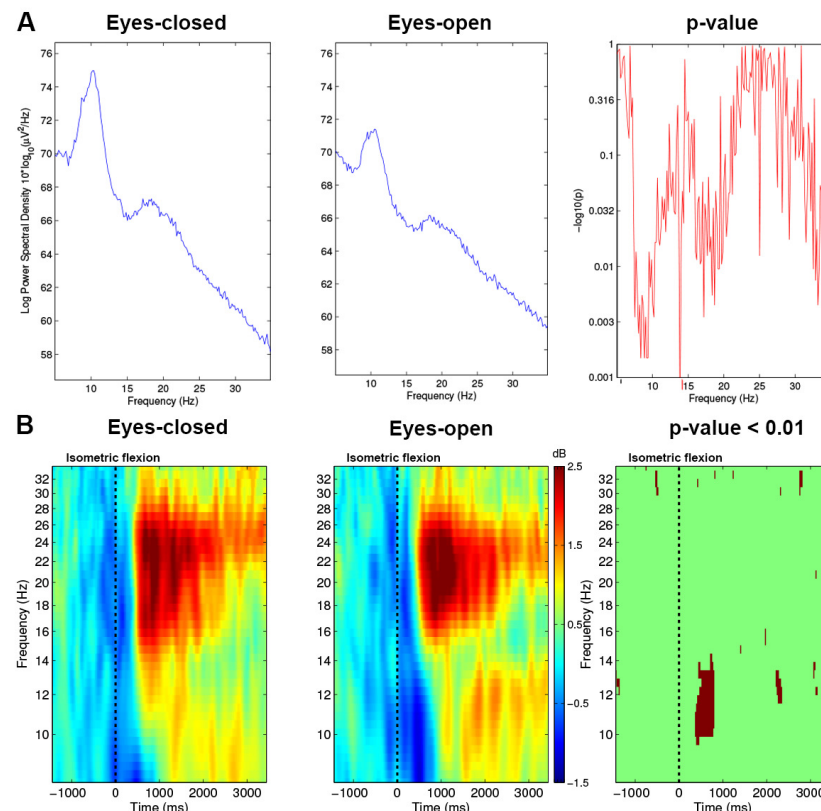 A
Eyes-closed
Eyes-open
p-value
Log Power Spectral Density 10*log10(μV²/Hz)
76
74
72
70
68
66
64
62
60
58
10 15 20 25 30
Frequency (Hz)
76
74
72
70
68
66
64
62
60
58
10 15 20 25 30
Frequency (Hz)
−log10(p)
1
0.316
0.1
0.032
0.01
0.003
0.001
5 10 15 20 25 30
Frequency (Hz)
B
Eyes-closed
Eyes-open
p-value < 0.01
Isometric flexion
Frequency (Hz)
32
30
28
26
24
22
20
18
16
14
12
10
−1000 0 1000 2000 3000
Time (ms)
Isometric flexion
Frequency (Hz)
32
30
28
26
24
22
20
18
16
14
12
10
−1000 0 1000 2000 3000
Time (ms)
dB
2.5
1.5
0.5
−0.5
−1.5
Isometric flexion
Frequency (Hz)
32
30
28
26
24
22
20
18
16
14
12
10
−1000 0 1000 2000 3000
Time (ms)